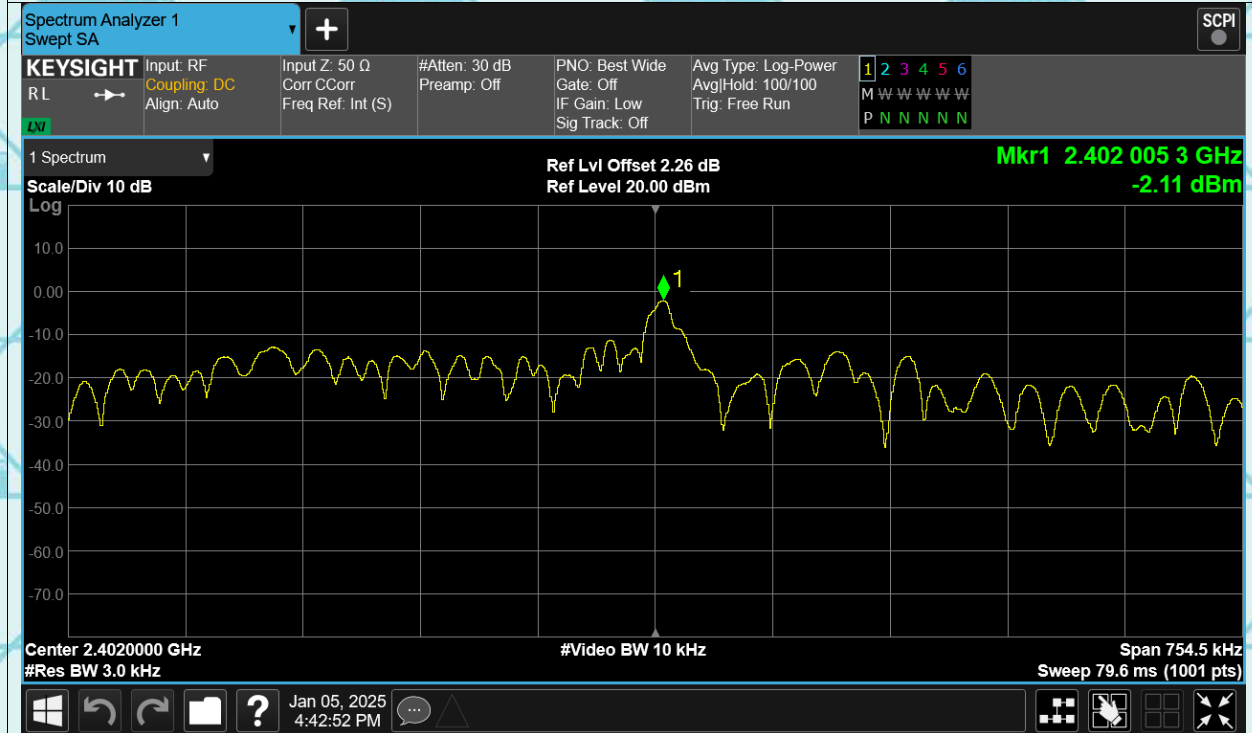 Spectrum Analyzer 1
Swept SA
+
SCPI
KEYSIGHT
R L
LXI
Input: RF
Coupling: DC
Align: Auto
Input Z: 50 Ω
Corr CCorr
Freq Ref: Int (S)
#Atten: 30 dB
Preamp: Off
PNO: Best Wide
Gate: Off
IF Gain: Low
Sig Track: Off
Avg Type: Log-Power
Avg|Hold: 100/100
Trig: Free Run
1 2 3 4 5 6
M W W W W W
P N N N N N
1 Spectrum
Scale/Div 10 dB
Log
Ref Lvl Offset 2.26 dB
Ref Level 20.00 dBm
Mkr1 2.402 005 3 GHz
-2.11 dBm
10.0
0.00
-10.0
-20.0
-30.0
-40.0
-50.0
-60.0
-70.0
1
Center 2.4020000 GHz
#Res BW 3.0 kHz
#Video BW 10 kHz
Span 754.5 kHz
Sweep 79.6 ms (1001 pts)
?
Jan 05, 2025
4:42:52 PM